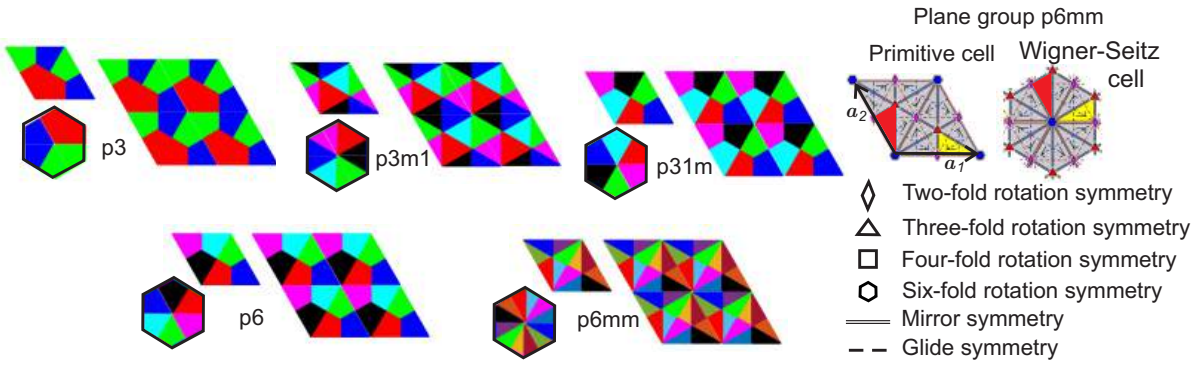 p3
p3m1
p31m
p6
p6mm
Plane group p6mm
Primitive cell
Wigner-Seitz
cell
a2
a1
Two-fold rotation symmetry
Three-fold rotation symmetry
Four-fold rotation symmetry
Six-fold rotation symmetry
Mirror symmetry
Glide symmetry